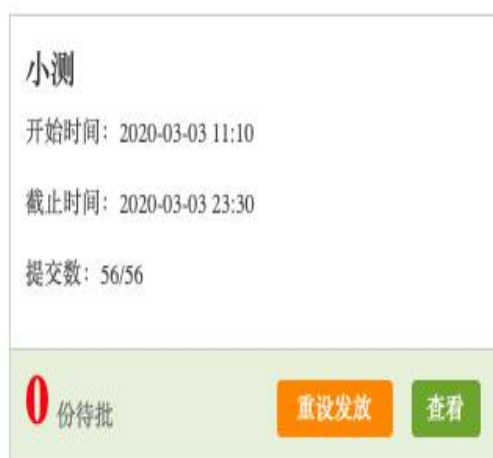 小测
开始时间：2020-03-03 11:10
截止时间：2020-03-03 23:30
提交数：56/56
0 份待批 重设发放 查看